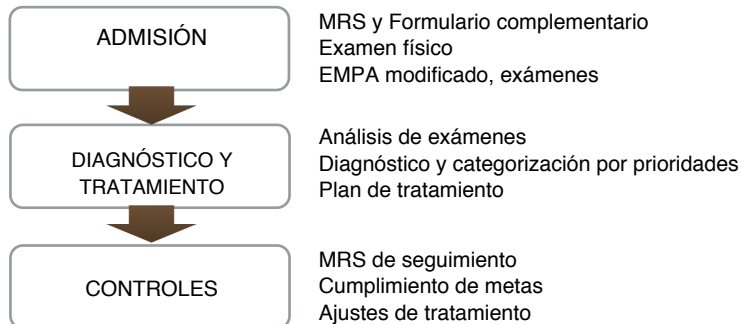 ADMISIÓN
MRS y Formulario complementario
Examen físico
EMPA modificado, exámenes
DIAGNÓSTICO Y
TRATAMIENTO
Análisis de exámenes
Diagnóstico y categorización por prioridades
Plan de tratamiento
CONTROLES
MRS de seguimiento
Cumplimiento de metas
Ajustes de tratamiento